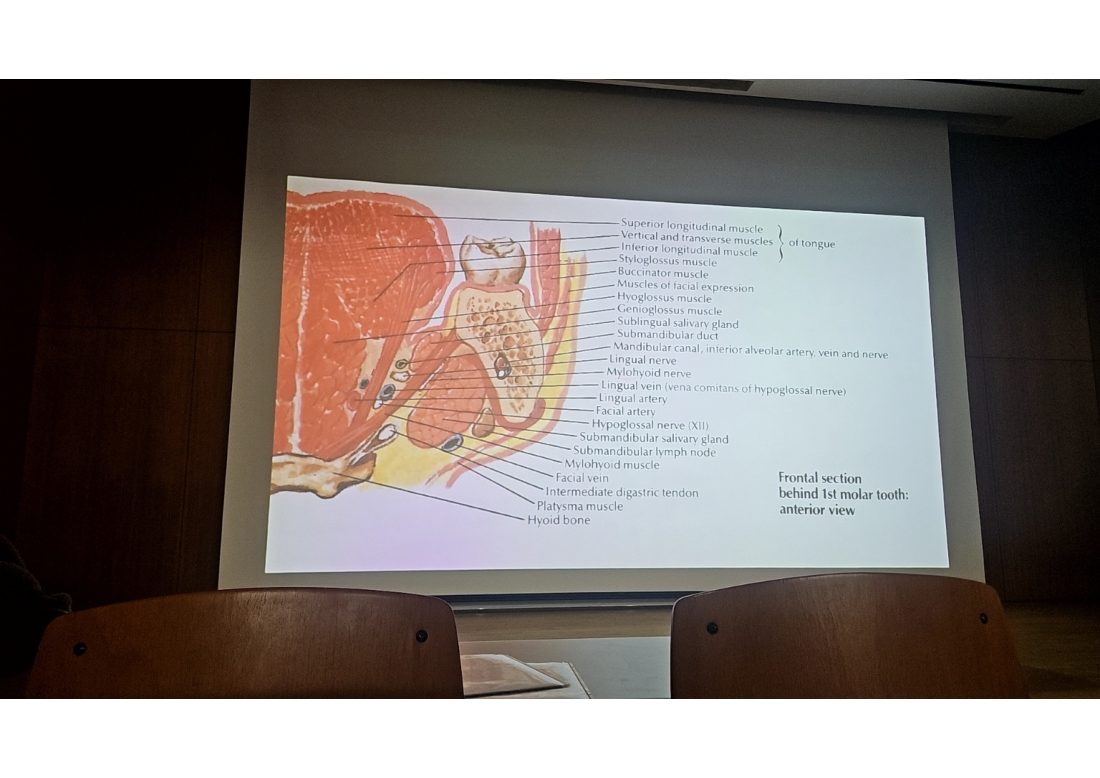 Superior longitudinal muscle
Vertical and transverse muscles
of tongue
Inferior longitudinal muscle
Styloglossus muscle
Buccinator muscle
Muscles of facial expression
Hyoglossus muscle
Genioglossus muscle
Sublingual salivary gland
Submandibular duct
Mandibular canal, inferior alveolar artery, vein and nerve
Lingual nerve
Mylohyoid nerve
Lingual vein (vena comitans of hypoglossal nerve)
Lingual artery
Facial artery
Hypoglossal nerve (XII)
Submandibular salivary gland
Submandibular lymph node
Mylohyoid muscle
Facial vein
Intermediate digastric tendon
Platysma muscle
Hyoid bone
Frontal section
behind 1st molar tooth:
anterior view